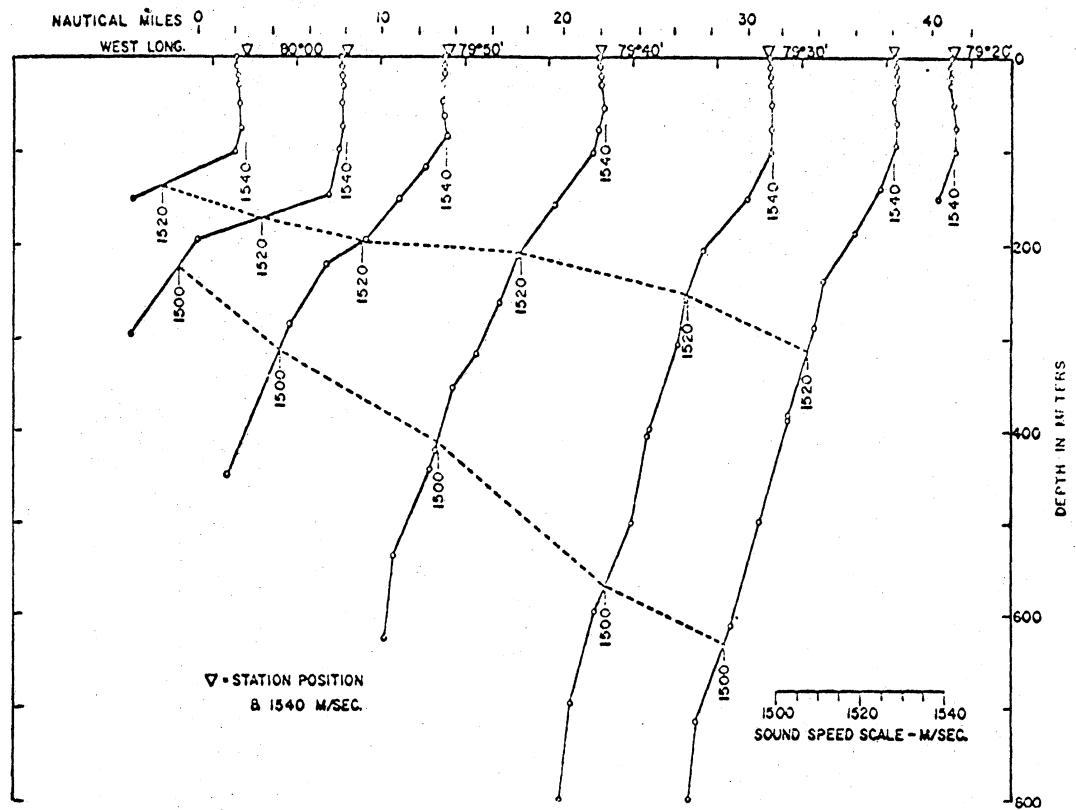 NAUTICAL MILES 0 10 20 30 40
WEST LONG. 80°00' 79°50' 79°40' 79°30' 79°20'
0
1540 1540 1540 1540 1540 1540 1540
1520 1520 1520 1520 1520 1520
200
1500 1500 1500 1500 1500
400
DEPTH IN METERS
600
▽ = STATION POSITION
& 1540 M/SEC.
1500 1520 1540
SOUND SPEED SCALE - M/SEC.
800